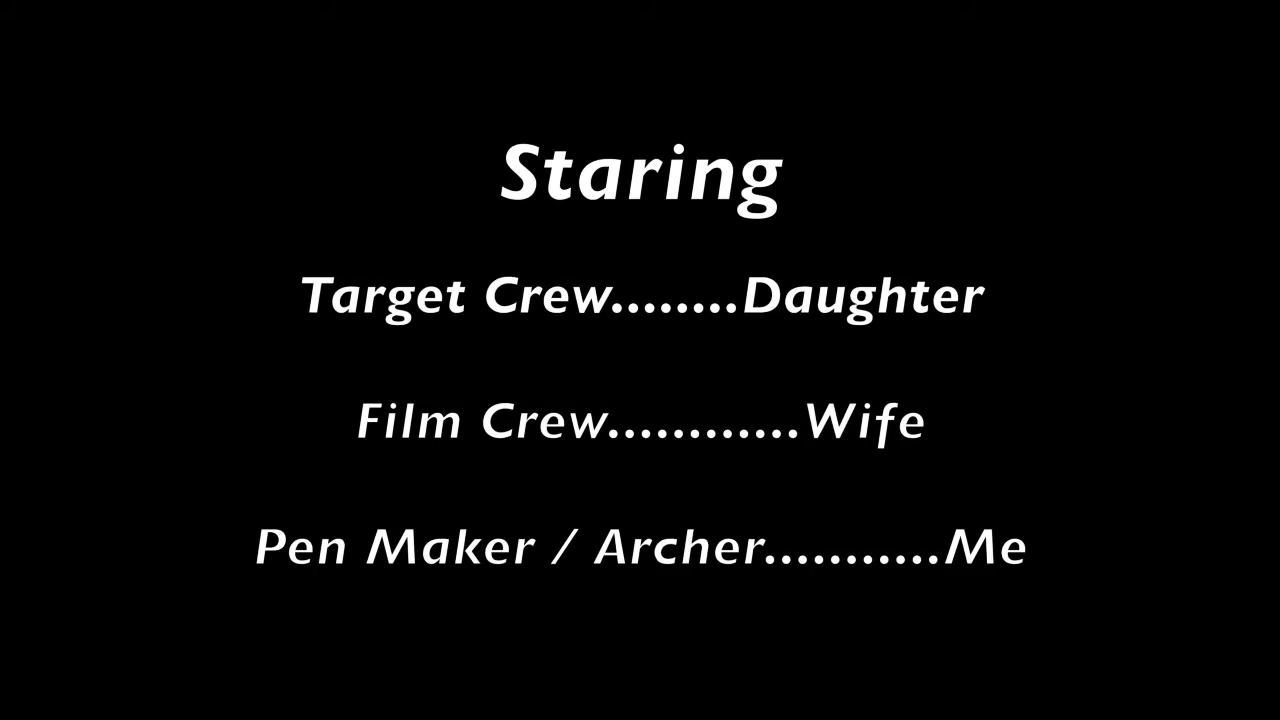 Staring
Target Crew........Daughter
Film Crew............Wife
Pen Maker / Archer...........Me